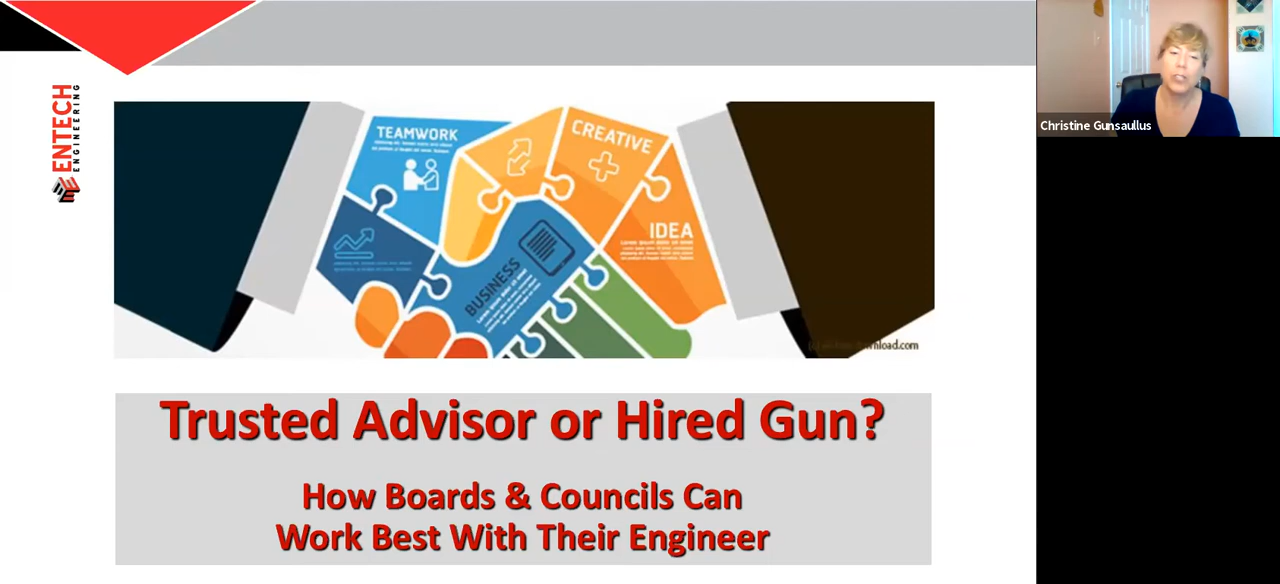 ENTECH
ENGINEERING
TEAMWORK
CREATIVE
IDEA
BUSINESS
Christine Gunsaullus
Trusted Advisor or Hired Gun?
How Boards & Councils Can
Work Best With Their Engineer